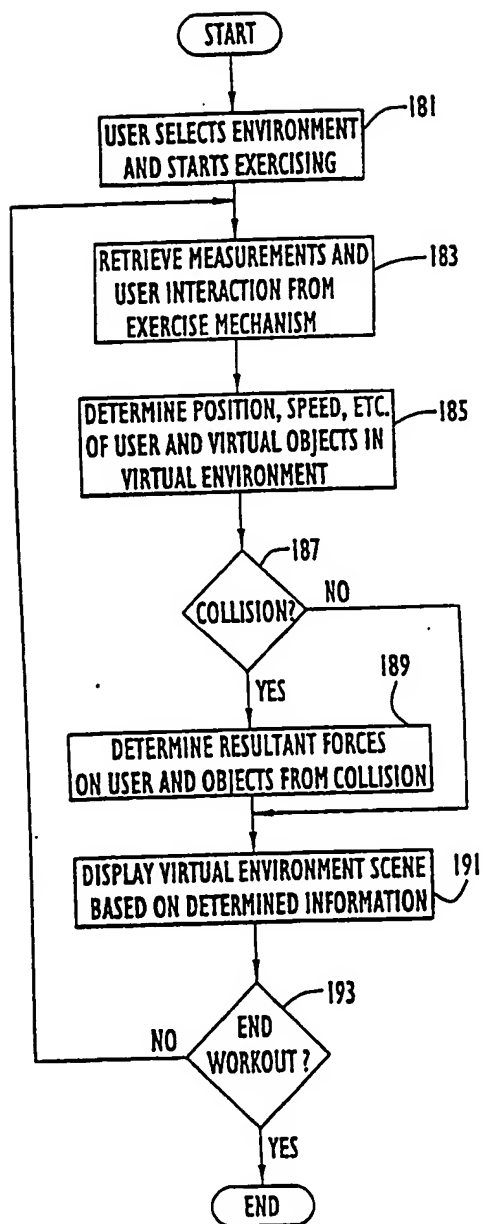 START
181
USER SELECTS ENVIRONMENT
AND STARTS EXERCISING
RETRIEVE MEASUREMENTS AND
USER INTERACTION FROM
EXERCISE MECHANISM
183
DETERMINE POSITION, SPEED, ETC.
OF USER AND VIRTUAL OBJECTS IN
VIRTUAL ENVIRONMENT
185
187
COLLISION?
NO
YES
189
DETERMINE RESULTANT FORCES
ON USER AND OBJECTS FROM COLLISION
DISPLAY VIRTUAL ENVIRONMENT SCENE
BASED ON DETERMINED INFORMATION
191
193
NO
END
WORKOUT?
YES
END